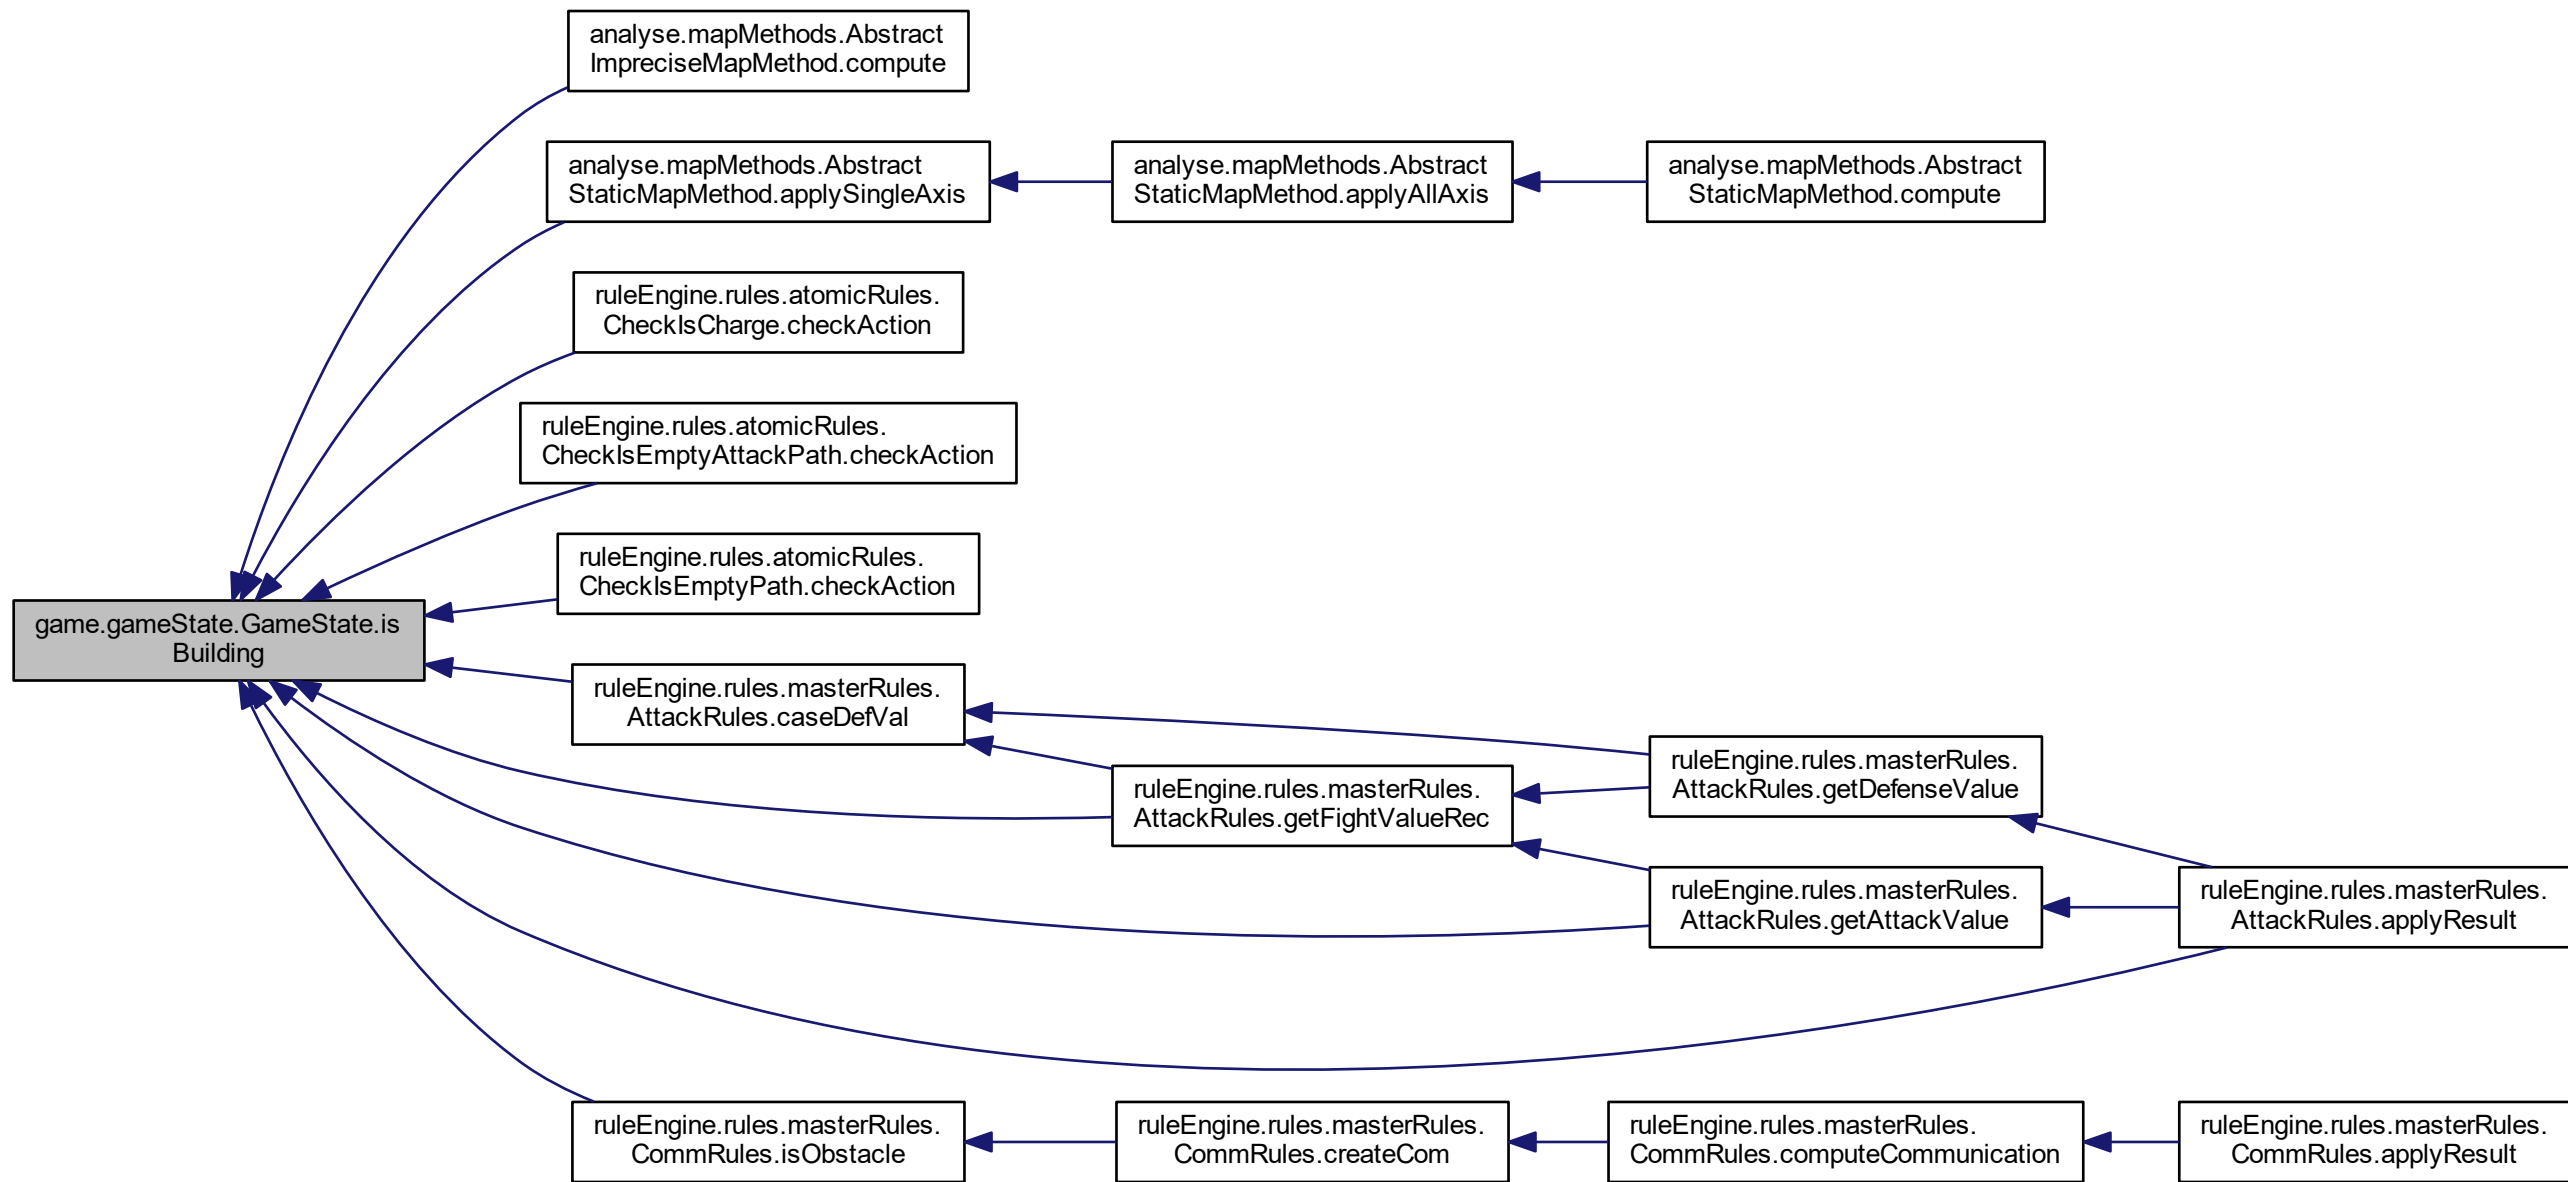 analyse.mapMethods.Abstract
ImpreciseMapMethod.compute
analyse.mapMethods.Abstract
StaticMapMethod.applySingleAxis
analyse.mapMethods.Abstract
StaticMapMethod.applyAllAxis
analyse.mapMethods.Abstract
StaticMapMethod.compute
ruleEngine.rules.atomicRules.
CheckIsCharge.checkAction
ruleEngine.rules.atomicRules.
CheckIsEmptyAttackPath.checkAction
ruleEngine.rules.atomicRules.
CheckIsEmptyPath.checkAction
game.gameState.GameState.is
Building
ruleEngine.rules.masterRules.
AttackRules.caseDefVal
ruleEngine.rules.masterRules.
AttackRules.getFightValueRec
ruleEngine.rules.masterRules.
AttackRules.getDefenseValue
ruleEngine.rules.masterRules.
AttackRules.getAttackValue
ruleEngine.rules.masterRules.
AttackRules.applyResult
ruleEngine.rules.masterRules.
CommRules.isObstacle
ruleEngine.rules.masterRules.
CommRules.createCom
ruleEngine.rules.masterRules.
CommRules.computeCommunication
ruleEngine.rules.masterRules.
CommRules.applyResult